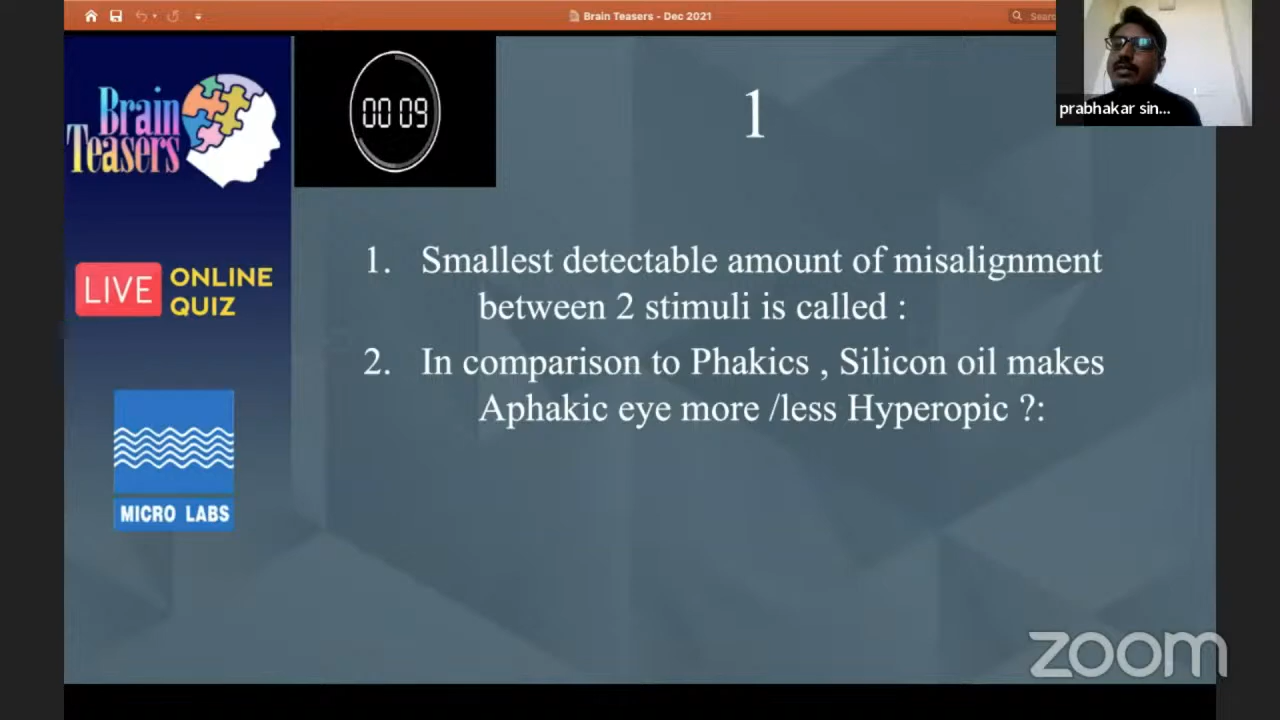 Brain Teasers - Dec 2021
Brain
Teasers
00 09
1
prabhakar sin...
LIVE ONLINE
QUIZ
1. Smallest detectable amount of misalignment
between 2 stimuli is called :
2. In comparison to Phakics , Silicon oil makes
Aphakic eye more /less Hyperopic ?:
MICRO LABS
zoom